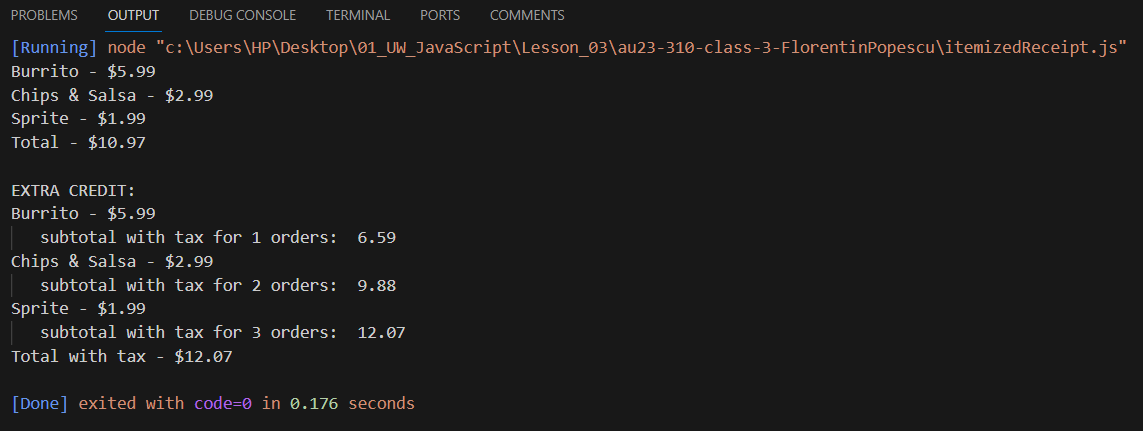 PROBLEMS OUTPUT DEBUG CONSOLE TERMINAL PORTS COMMENTS
[Running] node "c:\Users\HP\Desktop\01_UW_JavaScript\Lesson_03\au23-310-class-3-FlorentinPopescu\itemizedReceipt.js"
Burrito - $5.99
Chips & Salsa - $2.99
Sprite - $1.99
Total - $10.97
EXTRA CREDIT:
Burrito - $5.99
subtotal with tax for 1 orders:  6.59
Chips & Salsa - $2.99
subtotal with tax for 2 orders:  9.88
Sprite - $1.99
subtotal with tax for 3 orders:  12.07
Total with tax - $12.07
[Done] exited with code=0 in 0.176 seconds